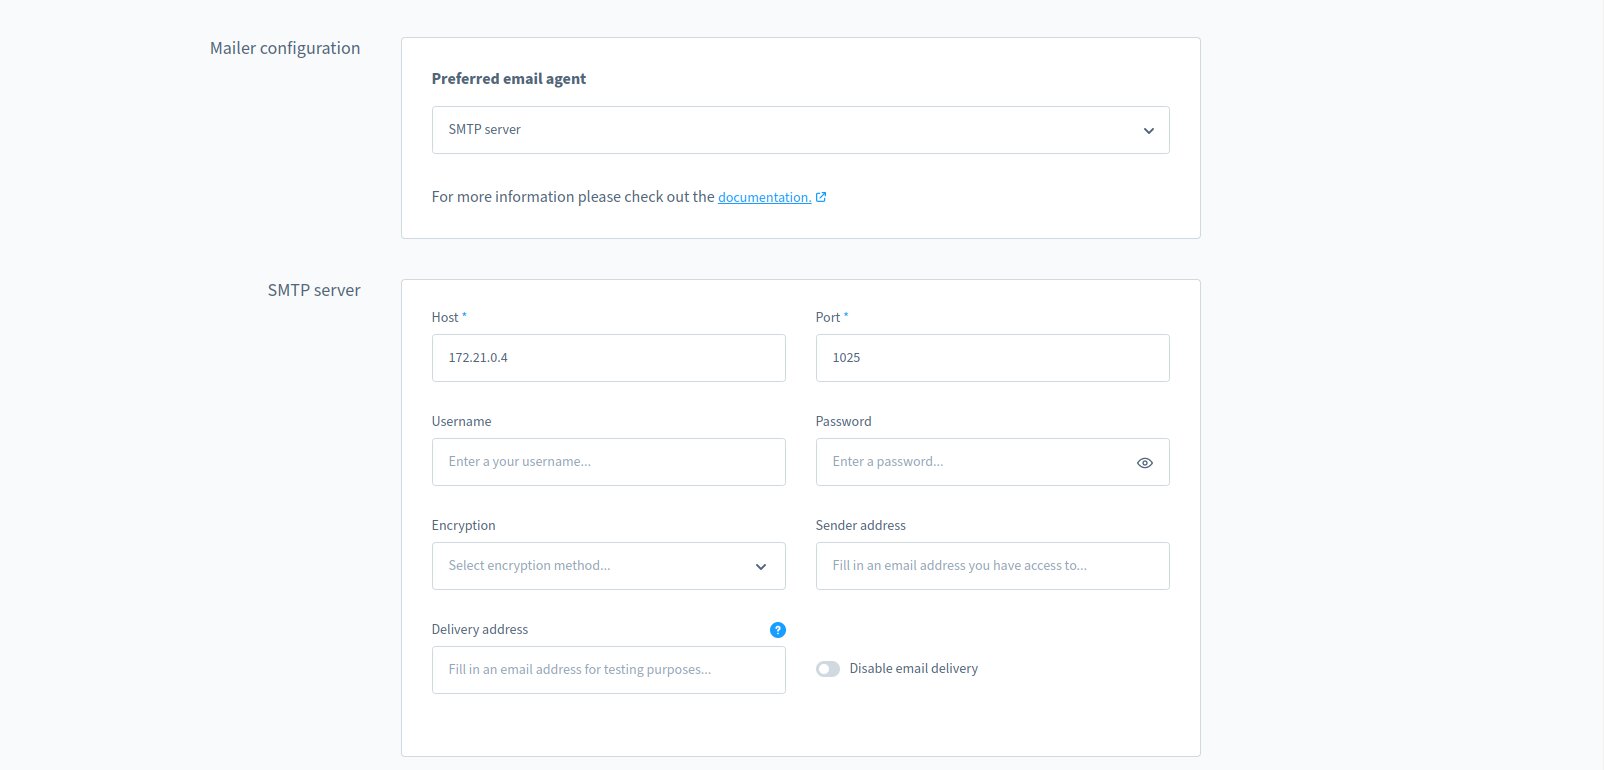 Mailer configuration
Preferred email agent
SMTP server
For more information please check out the documentation.
SMTP server
Host * Port *
172.21.0.4 1025
Username Password
Enter a your username... Enter a password...
Encryption Sender address
Select encryption method... Fill in an email address you have access to...
Delivery address ?
Fill in an email address for testing purposes... Disable email delivery